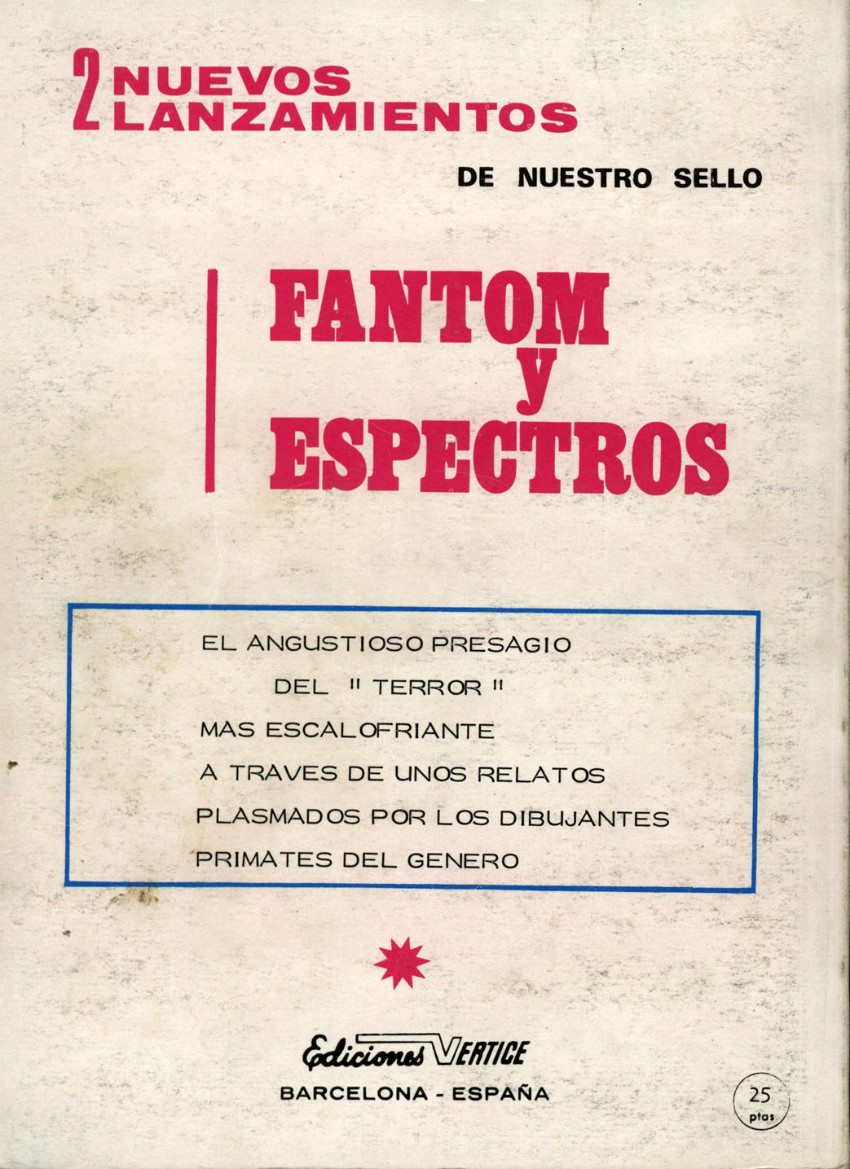 2 NUEVOS
LANZAMIENTOS
DE NUESTRO SELLO
FANTOM
y
ESPECTROS
EL ANGUSTIOSO PRESAGIO
DEL " TERROR "
MAS ESCALOFRIANTE
A TRAVES DE UNOS RELATOS
PLASMADOS POR LOS DIBUJANTES
PRIMATES DEL GENERO
Ediciones VERTICE
BARCELONA - ESPAÑA
25
ptas.